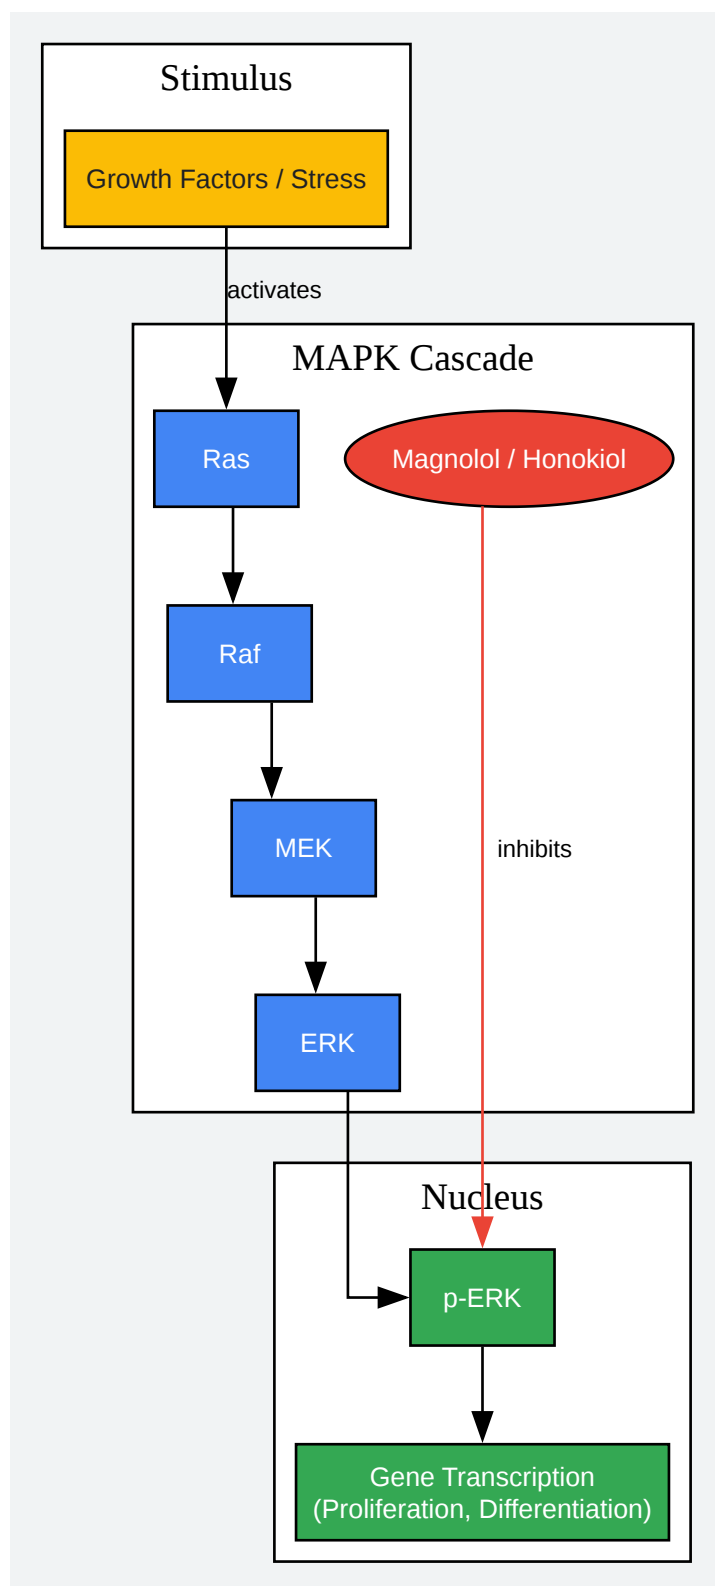 Stimulus
Growth Factors / Stress
activates
MAPK Cascade
Ras
Magnolol / Honokiol
Raf
MEK
inhibits
ERK
Nucleus
p-ERK
Gene Transcription
(Proliferation, Differentiation)